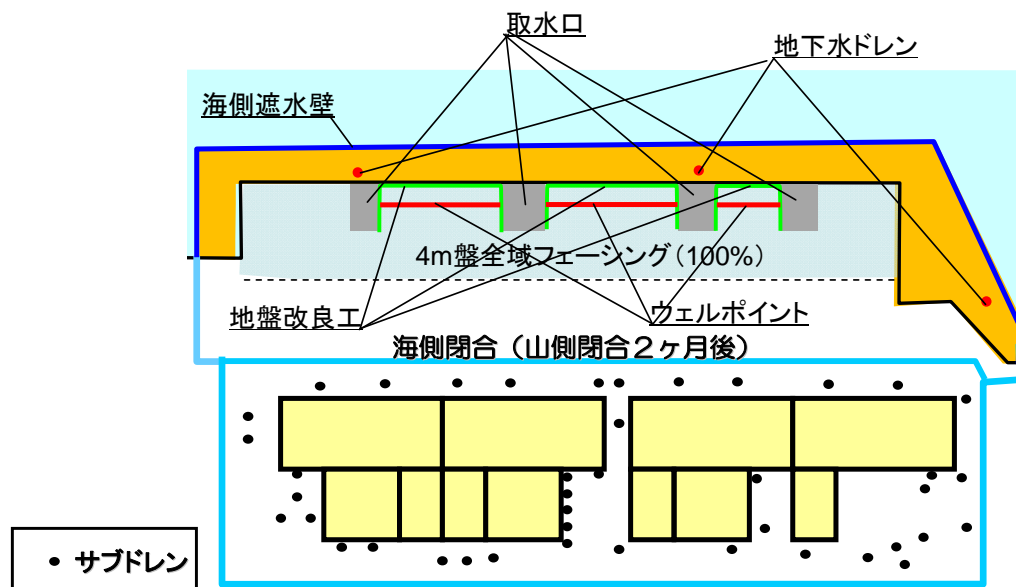 取水口
地下水ドレン
海側遮水壁
4m盤全域フェーシング（100%）
地盤改良工
ウェルポイント
海側閉合（山側閉合２ヶ月後）
• サブドレン